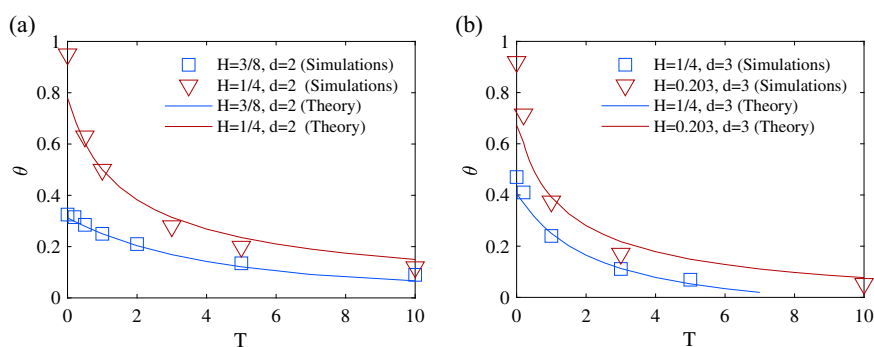 (a)
1
0.8
0.6
0.4
0.2
0
θ
0 2 4 6 8 10
T
H=3/8, d=2 (Simulations)
H=1/4, d=2 (Simulations)
H=3/8, d=2 (Theory)
H=1/4, d=2 (Theory)
(b)
1
0.8
0.6
0.4
0.2
0
θ
0 2 4 6 8 10
T
H=1/4, d=3 (Simulations)
H=0.203, d=3 (Simulations)
H=1/4, d=3 (Theory)
H=0.203, d=3 (Theory)